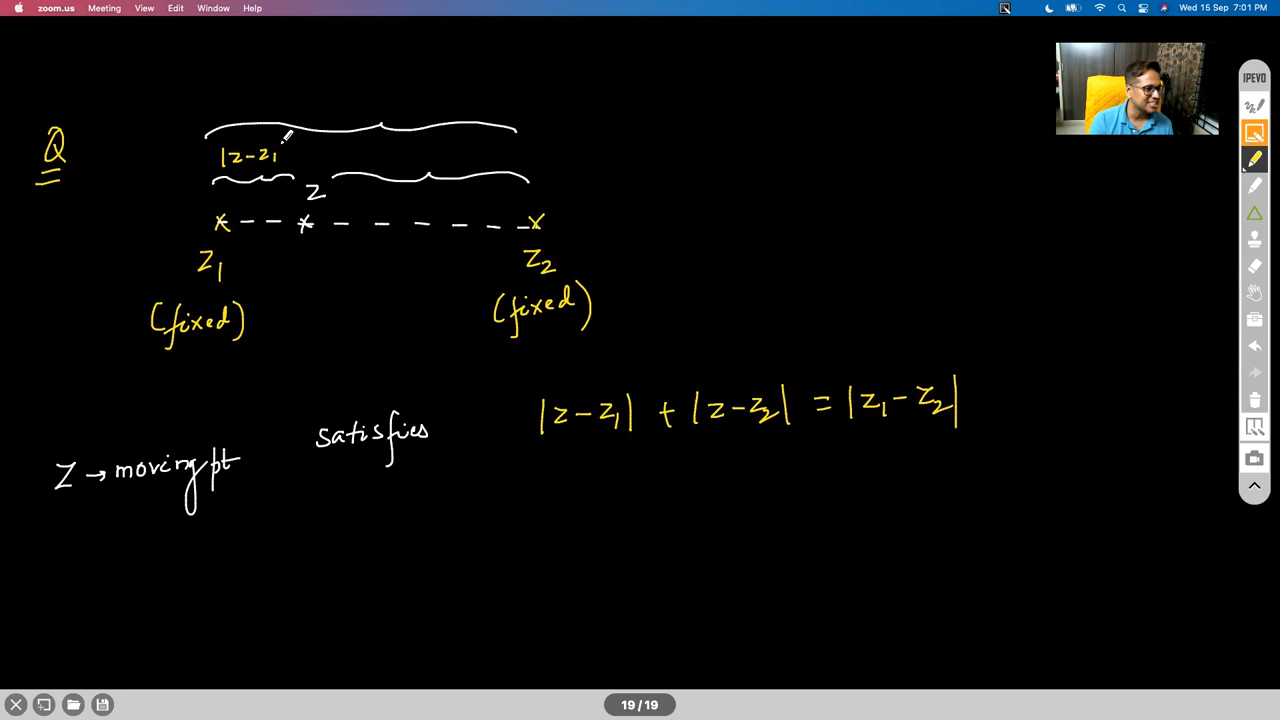 zoom.us Meeting View Edit Window Help Wed 15 Sep 7:01 PM
IPEVO
Q
|z-z₁
z
z₁ z₂
(fixed) (fixed)
|z-z₁| + |z-z₂| = |z₁-z₂|
satisfies
z → moving pt
19/19